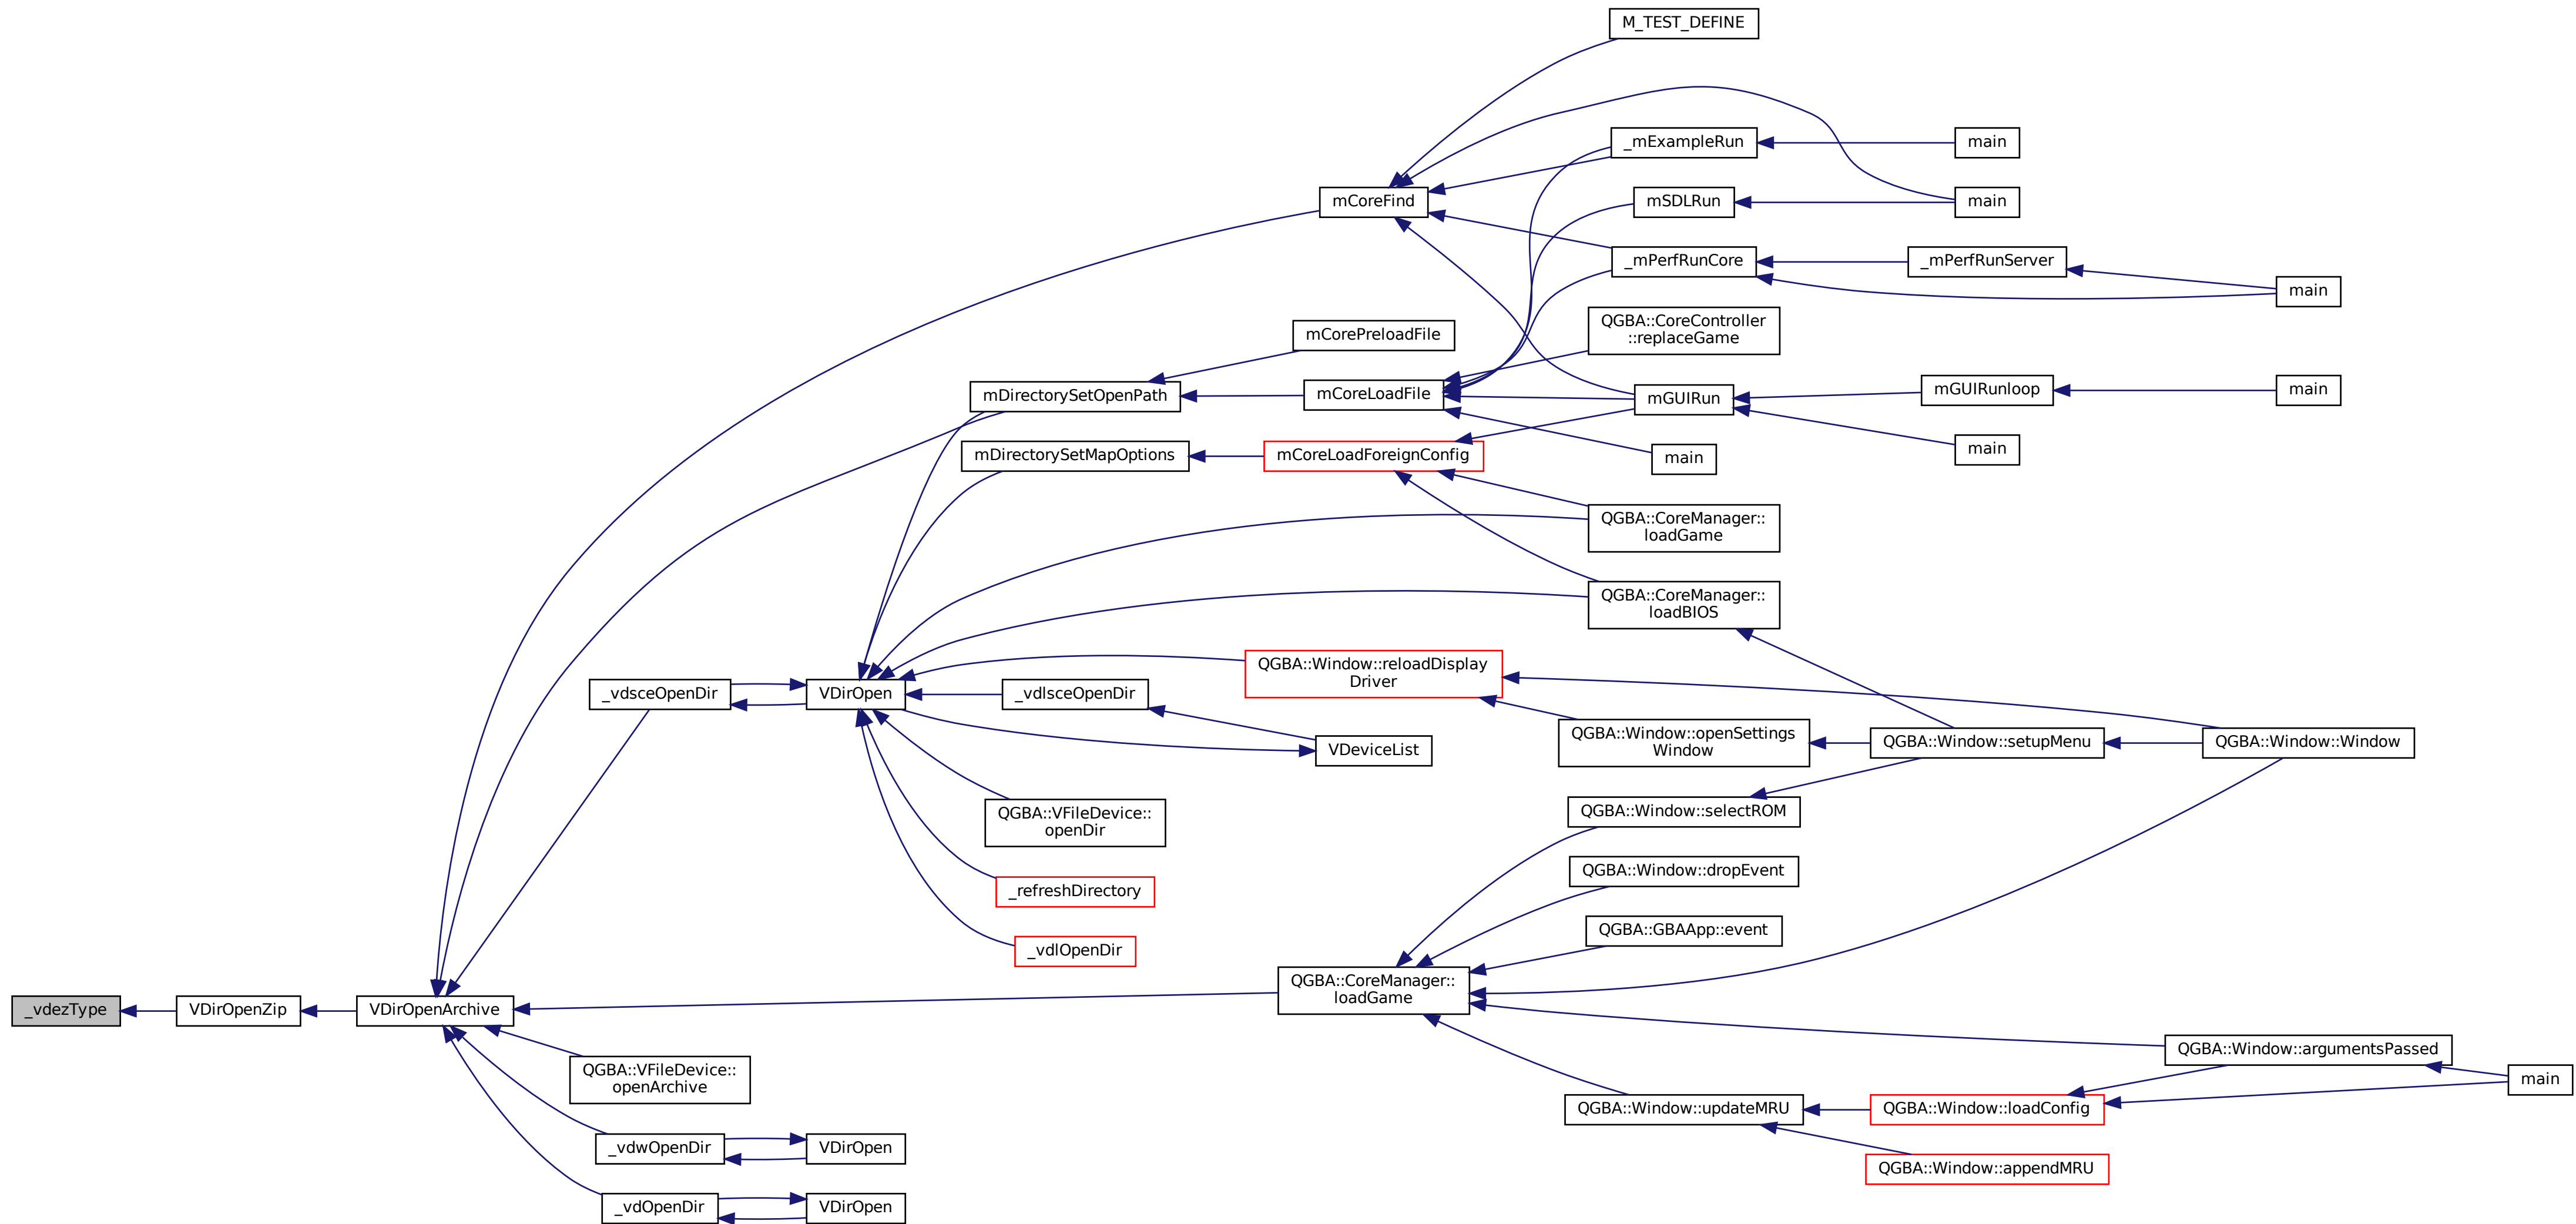 M_TEST_DEFINE
_mExampleRun
main
mCoreFind
mSDLRun
main
_mPerfRunCore
_mPerfRunServer
main
QGBA::CoreController
::replaceGame
mCorePreloadFile
mDirectorySetOpenPath
mCoreLoadFile
mGUIRun
mGUIRunloop
main
main
mDirectorySetMapOptions
mCoreLoadForeignConfig
main
QGBA::CoreManager::
loadGame
QGBA::CoreManager::
loadBIOS
_vdsceOpenDir
VDirOpen
QGBA::Window::reloadDisplay
Driver
_vdlsceOpenDir
VDeviceList
QGBA::Window::openSettings
Window
QGBA::Window::setupMenu
QGBA::Window::Window
QGBA::VFileDevice::
openDir
QGBA::Window::selectROM
_refreshDirectory
QGBA::Window::dropEvent
_vdlOpenDir
QGBA::GBAApp::event
_vdezType
VDirOpenZip
VDirOpenArchive
QGBA::CoreManager::
loadGame
QGBA::Window::argumentsPassed
main
QGBA::VFileDevice::
openArchive
QGBA::Window::updateMRU
QGBA::Window::loadConfig
_vdwOpenDir
VDirOpen
QGBA::Window::appendMRU
_vdOpenDir
VDirOpen